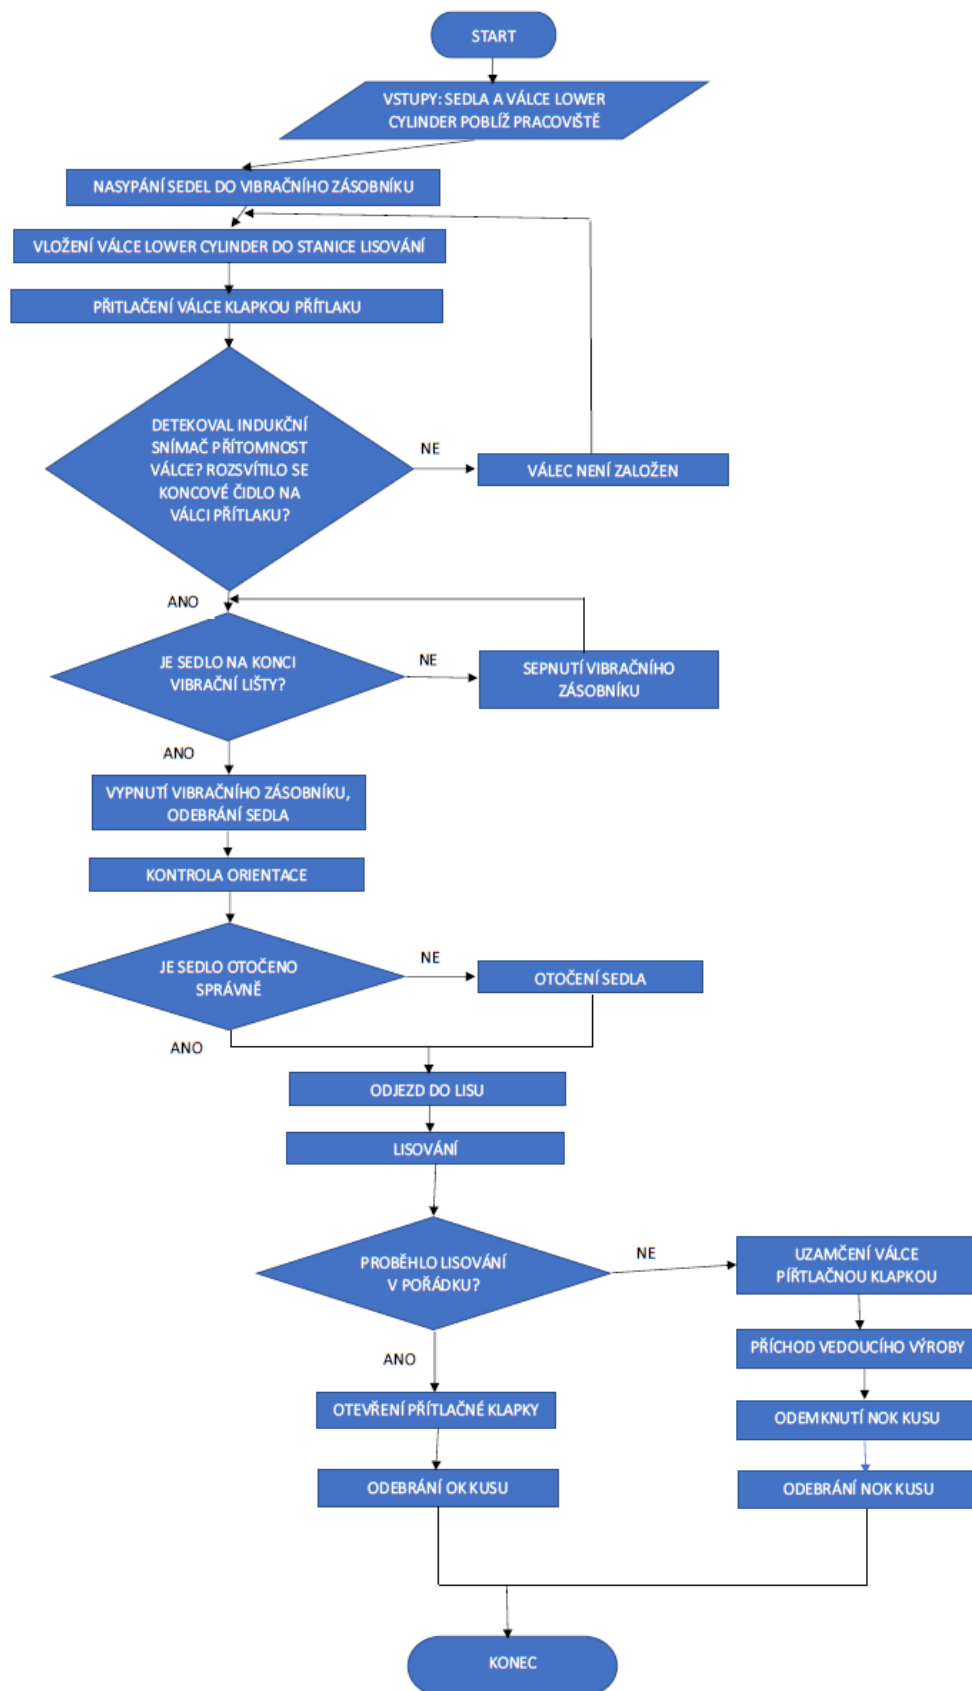 START
VSTUPY: SEDLA A VÁLCE LOWER
CYLINDER POBLÍŽ PRACOVIŠTĚ
NASYPÁNÍ SEDEL DO VIBRAČNÍHO ZÁSOBNÍKU
VLOŽENÍ VÁLCE LOWER CYLINDER DO STANICE LISOVÁNÍ
PŘITLAČENÍ VÁLCE KLAPKOU PŘÍTLAKU
DETEKOVAL INDUKČNÍ
SNÍMAČ PŘÍTOMNOST
VÁLCE? ROZSVÍTILO SE
KONCOVÉ ČIDLO NA
VÁLCI PŘÍTLAKU?
NE
VÁLEC NENÍ ZALOŽEN
ANO
JE SEDLO NA KONCI
VIBRAČNÍ LIŠTY?
NE
SEPNUTÍ VIBRAČNÍHO
ZÁSOBNÍKU
ANO
VYPNUTÍ VIBRAČNÍHO ZÁSOBNÍKU,
ODEBRÁNÍ SEDLA
KONTROLA ORIENTACE
JE SEDLO OTOČENO
SPRÁVNĚ
NE
OTOČENÍ SEDLA
ANO
ODJEZD DO LISU
LISOVÁNÍ
PROBĚHLO LISOVÁNÍ
V POŘÁDKU?
NE
UZAMČENÍ VÁLCE
PÍŘTLAČNOU KLAPKOU
PŘÍCHOD VEDOUCÍHO VÝROBY
ANO
OTEVŘENÍ PŘÍTLAČNÉ KLAPKY
ODEMKNUTÍ NOK KUSU
ODEBRÁNÍ OK KUSU
ODEBRÁNÍ NOK KUSU
KONEC